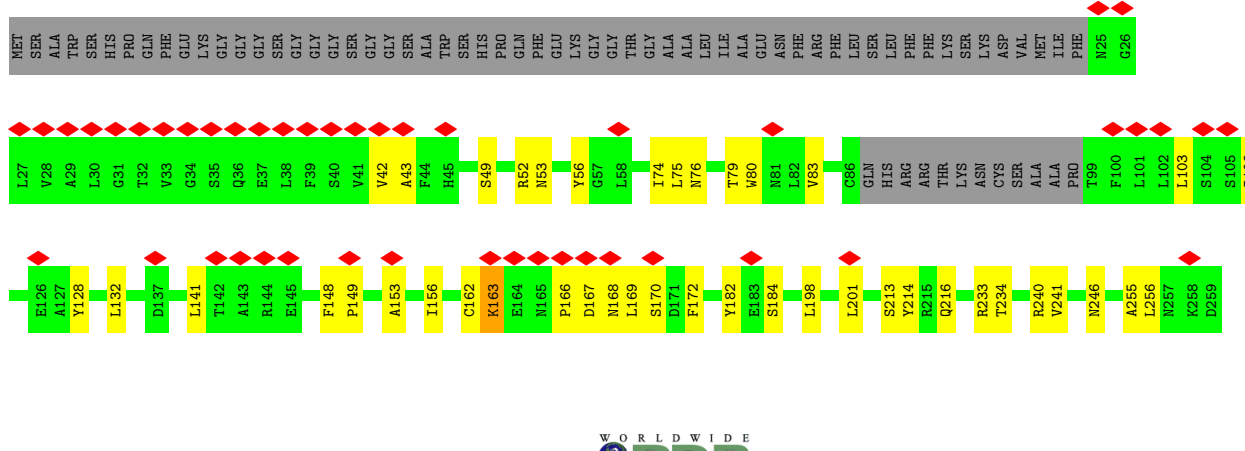 MET SER ALA TRP SER HIS PRO GLN PHE GLU LYS GLY GLY GLY SER GLY GLY GLY SER GLY GLY SER ALA TRP SER HIS PRO GLN PHE GLU LYS GLY GLY THR GLY ALA ALA LEU ILE ALA GLU ASN PHE ARG PHE LEU SER LEU PHE PHE LYS SER LYS ASP VAL MET ILE PHE N25 G26
L27 V28 A29 L30 G31 T32 V33 G34 S35 Q36 E37 L38 F39 S40 V41 V42 A43 F44 H45 S49 R52 N53 Y56 G57 L58 I74 L75 N76 T79 W80 N81 L82 V83 C86 GLN HIS ARG ARG THR LYS ASN CYS SER ALA ALA PRO T99 F100 L101 L102 L103 S104 S105
E126 A127 Y128 L132 D137 L141 T142 A143 R144 E145 F148 P149 A153 I156 C162 K163 E164 N165 P166 D167 N168 L169 S170 D171 F172 Y182 E183 S184 L198 L201 S213 Y214 R215 Q216 R233 T234 R240 V241 N246 A255 L256 N257 K258 D259
WORLDWIDE